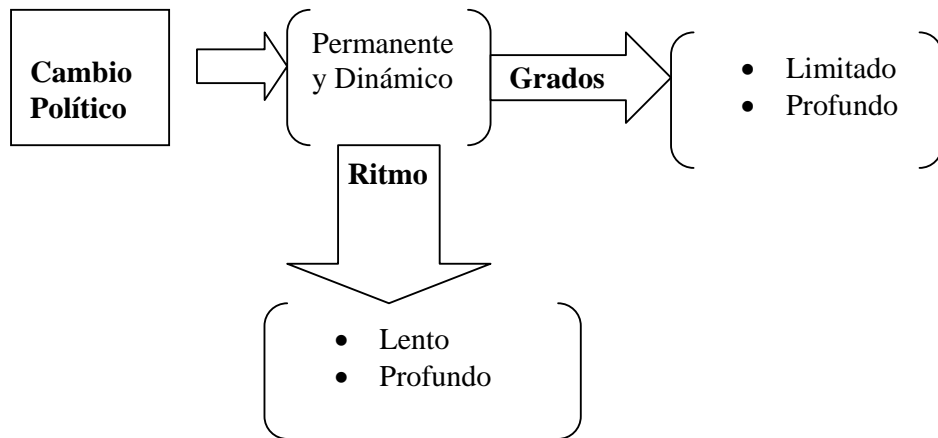 Cambio
Político
Permanente
y Dinámico
Grados
• Limitado
• Profundo
Ritmo
• Lento
• Profundo